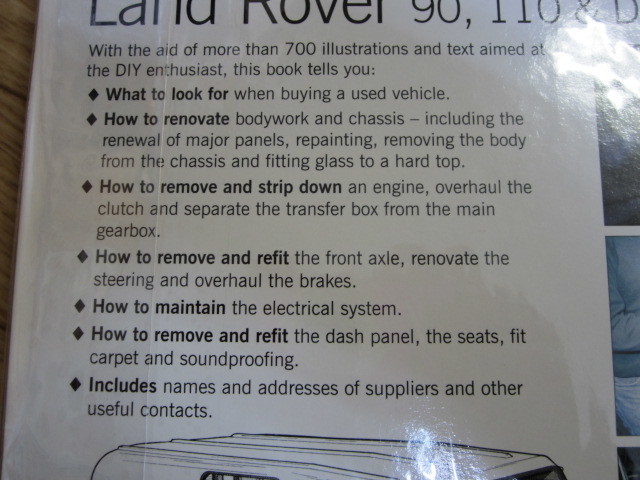 Land Rover 90, 110 & D
With the aid of more than 700 illustrations and text aimed at
the DIY enthusiast, this book tells you:
♦ What to look for when buying a used vehicle.
♦ How to renovate bodywork and chassis – including the
renewal of major panels, repainting, removing the body
from the chassis and fitting glass to a hard top.
♦ How to remove and strip down an engine, overhaul the
clutch and separate the transfer box from the main
gearbox.
♦ How to remove and refit the front axle, renovate the
steering and overhaul the brakes.
♦ How to maintain the electrical system.
♦ How to remove and refit the dash panel, the seats, fit
carpet and soundproofing.
♦ Includes names and addresses of suppliers and other
useful contacts.